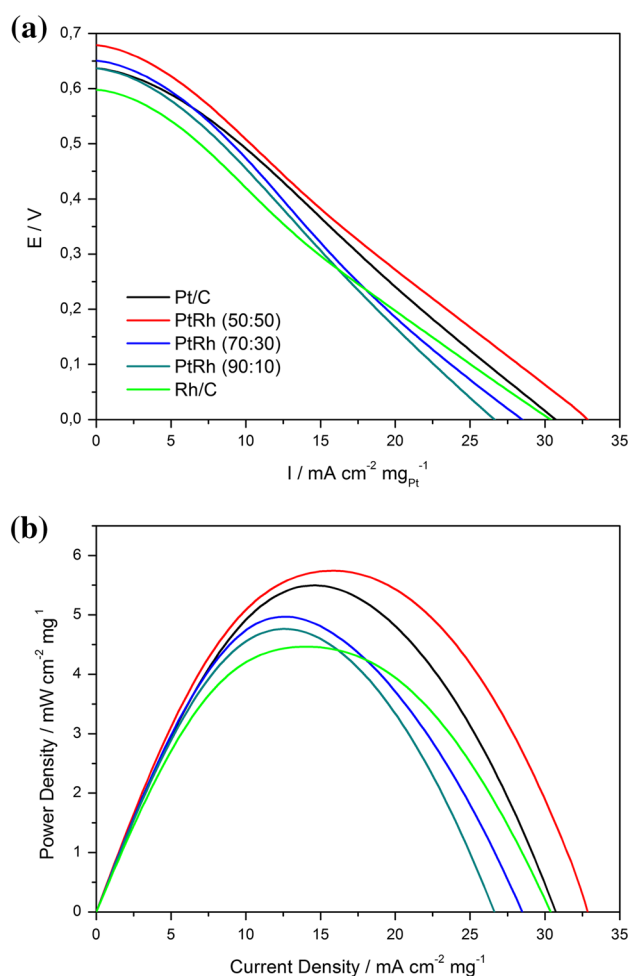 (a)
0,7
0,6
0,5
0,4
0,3
0,2
0,1
0,0
E / V
Pt/C
PtRh (50:50)
PtRh (70:30)
PtRh (90:10)
Rh/C
0 5 10 15 20 25 30 35
I / mA cm⁻² mg_Pt⁻¹
(b)
6
5
4
3
2
1
0
Power Density / mW cm⁻² mg¹
0 5 10 15 20 25 30 35
Current Density / mA cm⁻² mg⁻¹